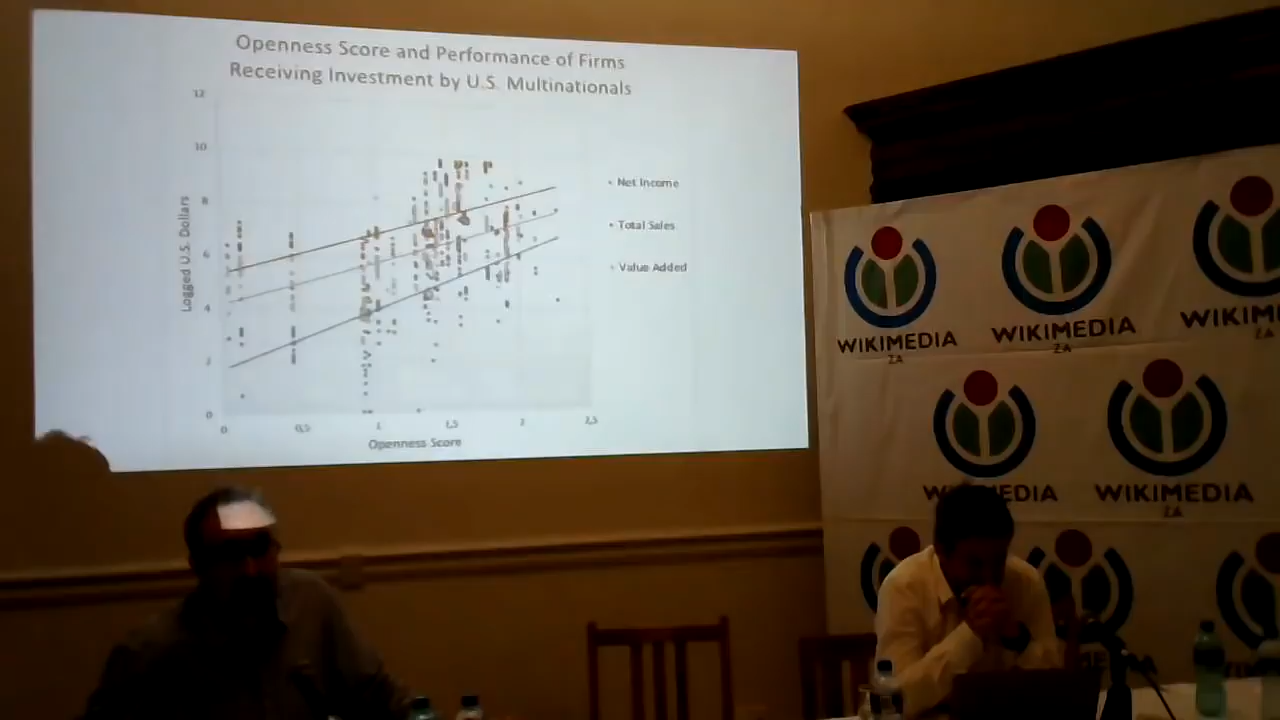 Openness Score and Performance of Firms
Receiving Investment by U.S. Multinationals
12
10
8
6
4
2
0
Logged U.S. Dollars
0
0,5
1
1,5
2
2,5
Openness Score
Net Income
Total Sales
Value Added
WIKIMEDIA
ZA
WIKIMEDIA
ZA
WIKIM
ZA
WIKIMEDIA
WIKIMEDIA
ZA